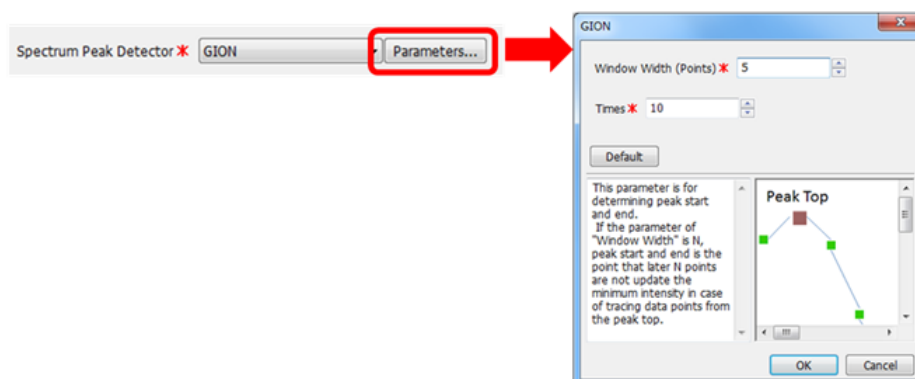 Spectrum Peak Detector * GION Parameters...
GION
Window Width (Points) * 5
Times * 10
Default
This parameter is for
determining peak start
and end.
If the parameter of
"Window Width" is N,
peak start and end is the
point that later N points
are not update the
minimum intensity in case
of tracing data points from
the peak top.
Peak Top
OK Cancel